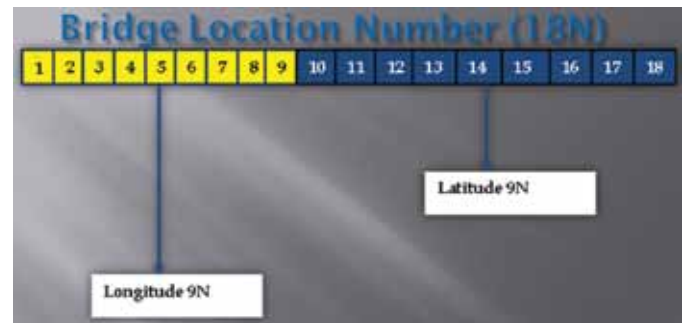 Bridge Location Number (18N)
1 2 3 4 5 6 7 8 9 10 11 12 13 14 15 16 17 18
Latitude 9N
Longitude 9N